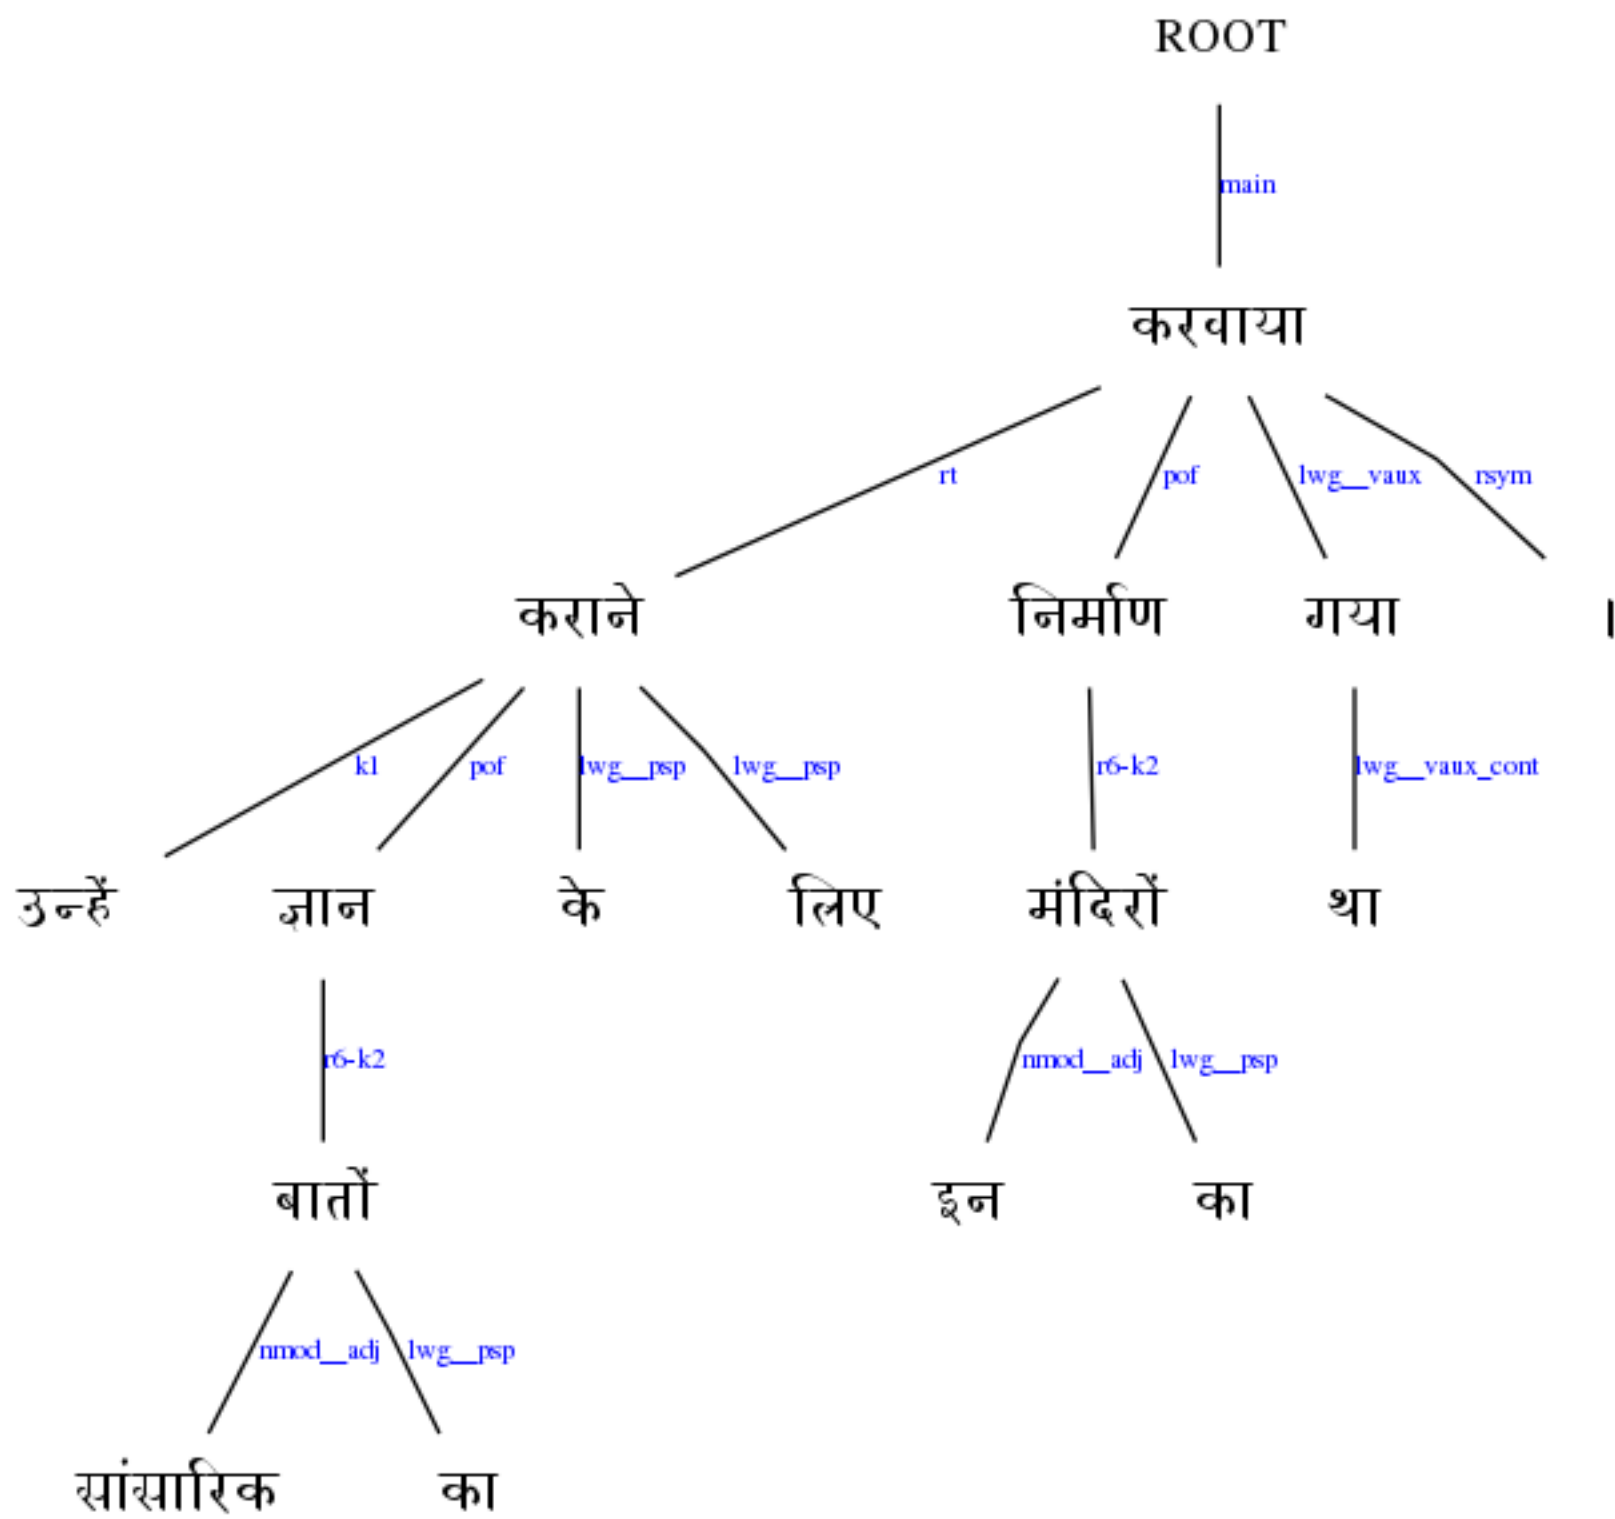 ROOT
main
करवाया
rt pof lwg__vaux rsym
कराने निर्माण गया ।
k1 pof lwg__psp lwg__psp r6-k2 lwg__vaux_cont
उन्हें ज्ञान के लिए मंदिरों था
r6-k2 nmod__adj lwg__psp
बातों इन का
nmod__adj lwg__psp
सांसारिक का